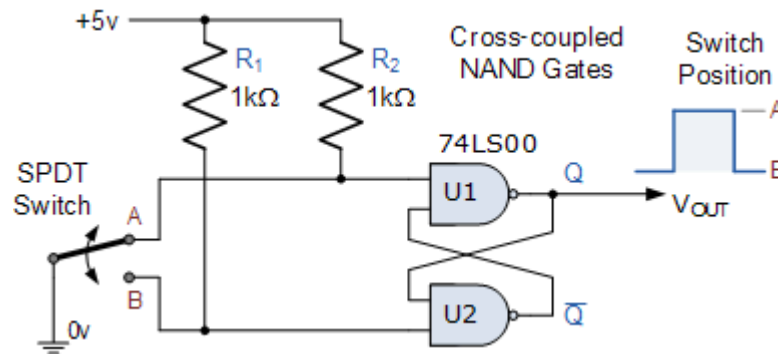 +5v
R1
1kΩ
R2
1kΩ
Cross-coupled
NAND Gates
Switch
Position
A
B
74LS00
SPDT
Switch
A
B
0v
U1
U2
Q
Q̅
VOUT